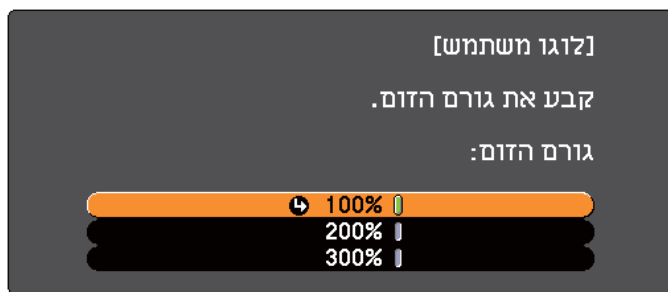 [לוגו משתמש]
קבע את גורם הזום.
גורם הזום:
100%
200%
300%